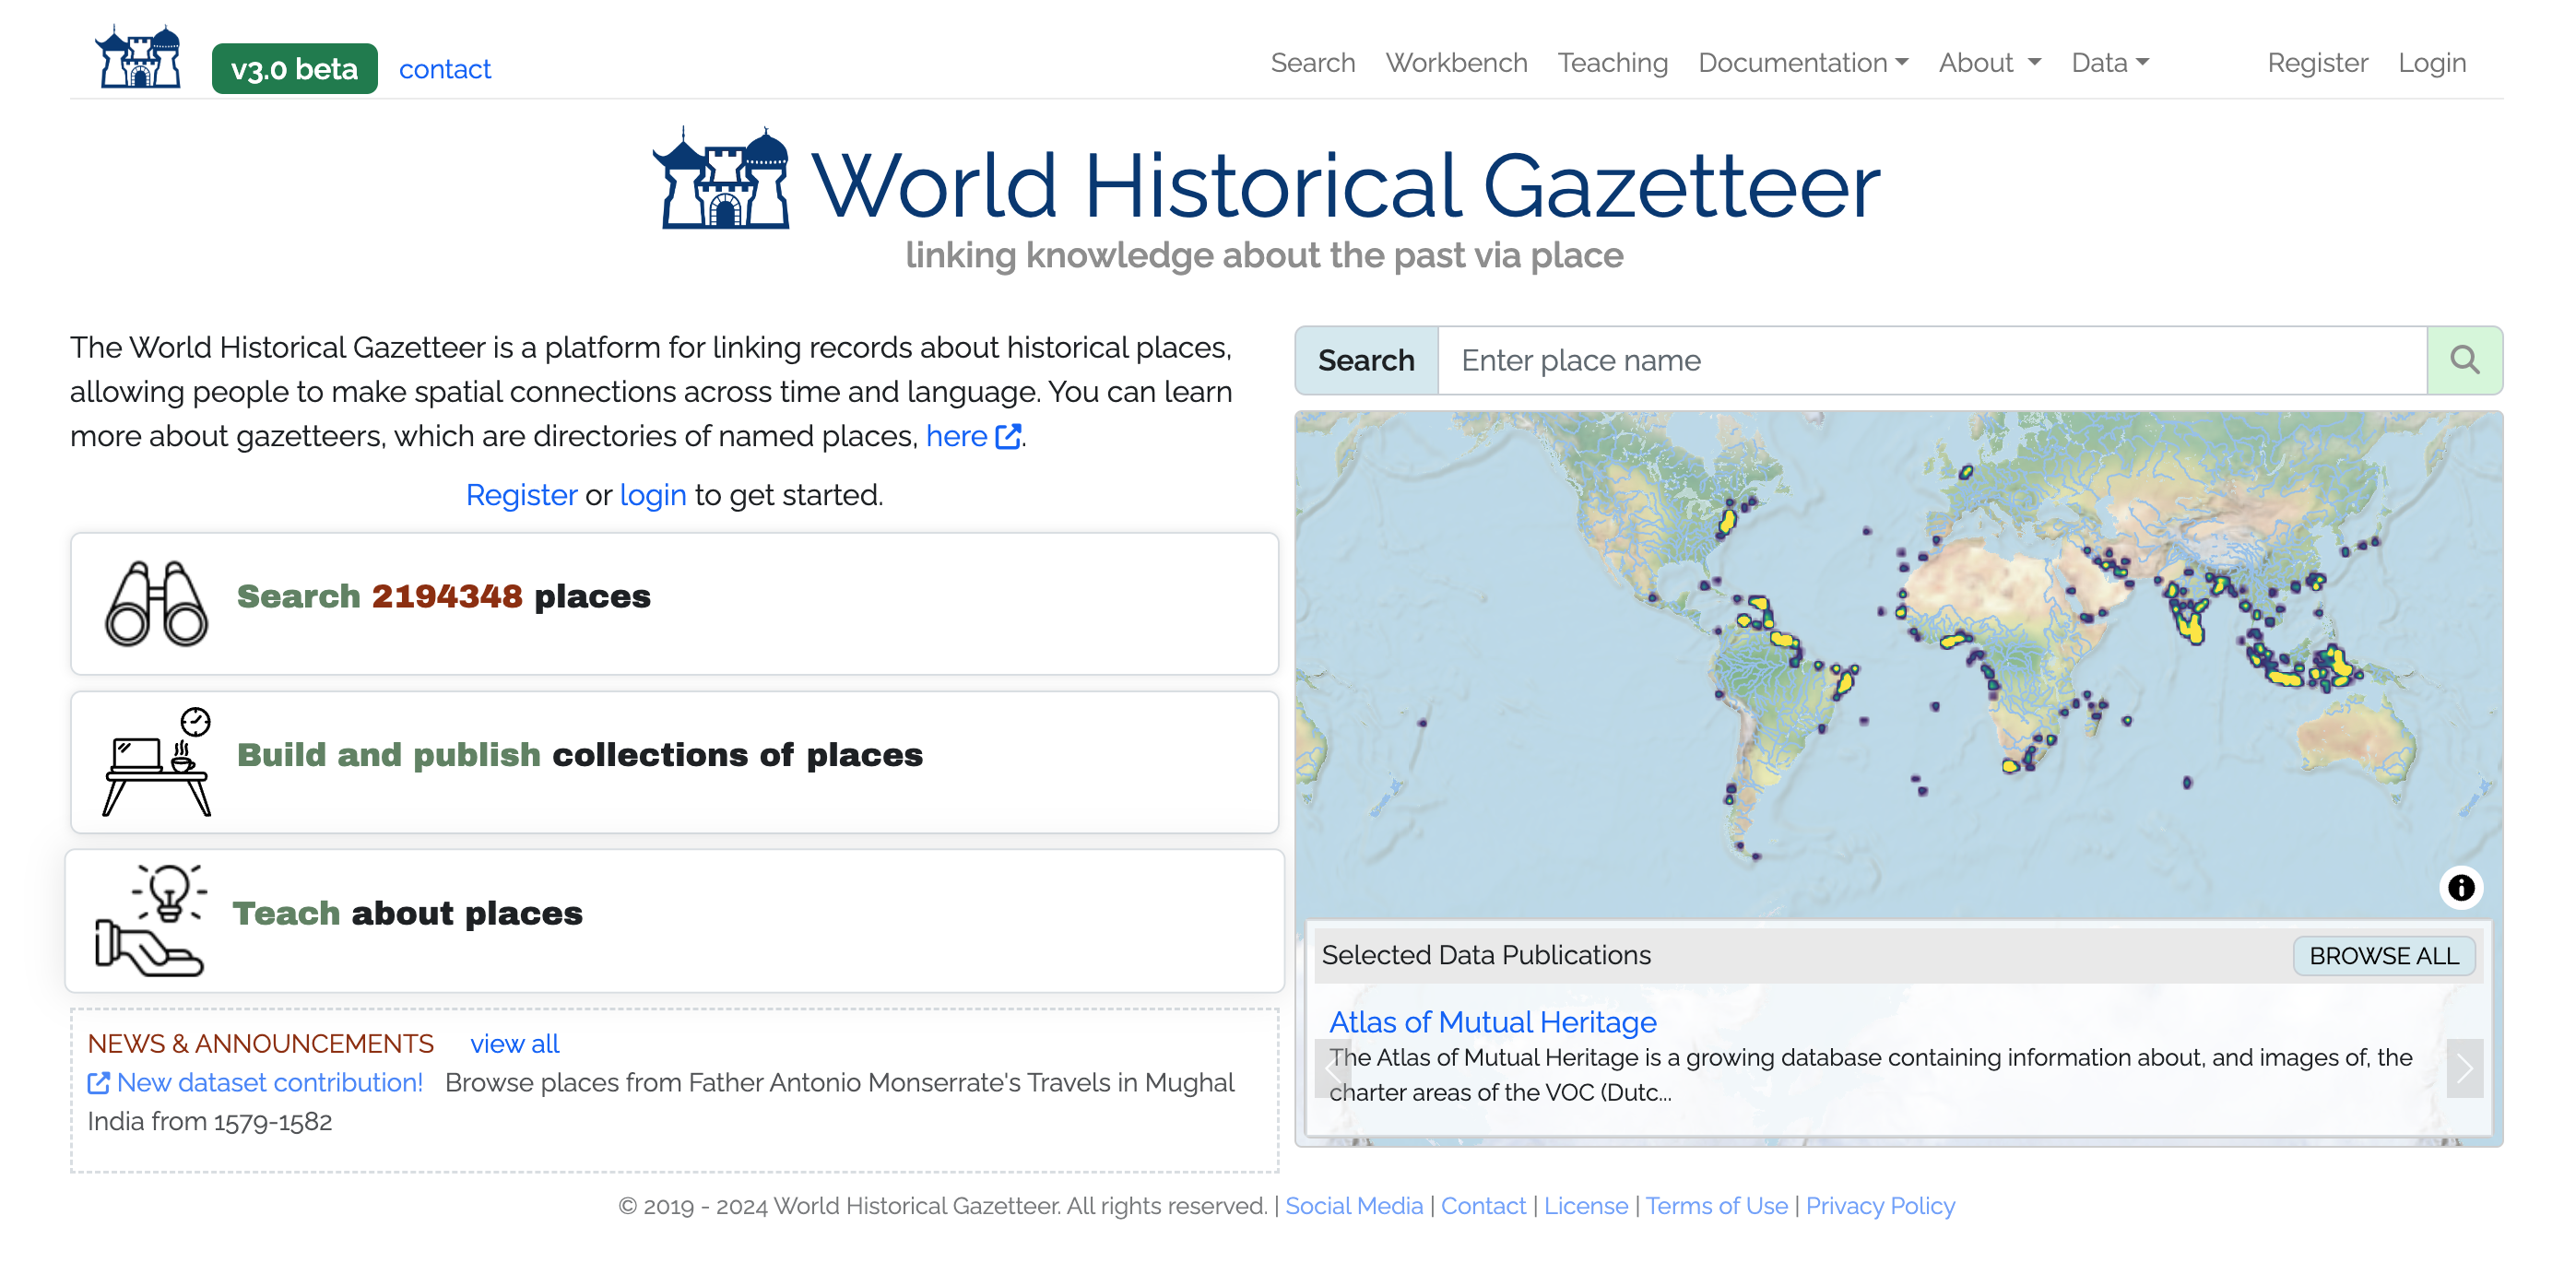 v3.0 beta
contact
Search
Workbench
Teaching
Documentation
About
Data
Register
Login
World Historical Gazetteer
linking knowledge about the past via place
The World Historical Gazetteer is a platform for linking records about historical places,
allowing people to make spatial connections across time and language. You can learn
more about gazetteers, which are directories of named places, here.
Register or login to get started.
Search 2194348 places
Build and publish collections of places
Teach about places
NEWS & ANNOUNCEMENTS view all
New dataset contribution! Browse places from Father Antonio Monserrate's Travels in Mughal
India from 1579-1582
Search
Enter place name
Selected Data Publications
BROWSE ALL
Atlas of Mutual Heritage
The Atlas of Mutual Heritage is a growing database containing information about, and images of, the
charter areas of the VOC (Dutc...
© 2019 - 2024 World Historical Gazetteer. All rights reserved. | Social Media | Contact | License | Terms of Use | Privacy Policy